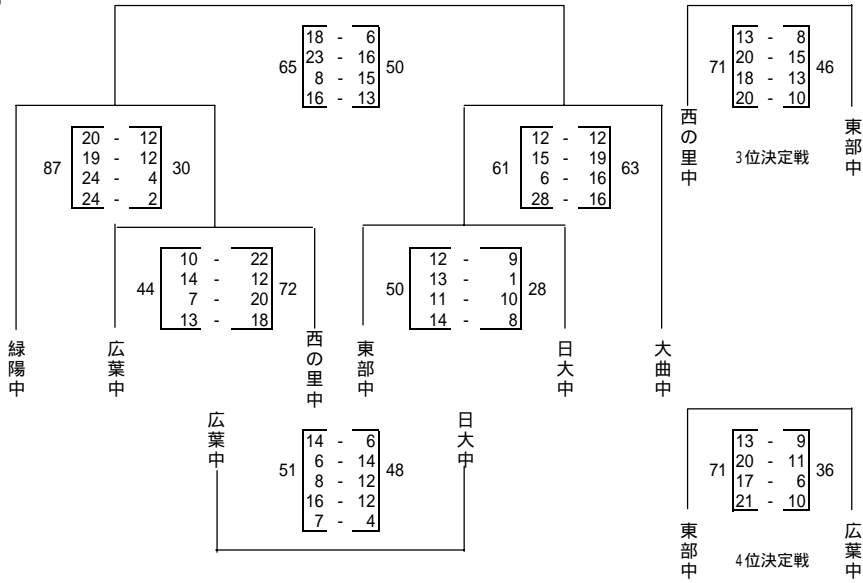 18 - 6
23 - 16
65 8 - 15 50
16 - 13
13 - 8
20 - 15
71 18 - 13 46
20 - 10
西の里中
東部中
3位決定戦
20 - 12
19 - 12
87 24 - 4 30
24 - 2
12 - 12
15 - 19
61 6 - 16 63
28 - 16
10 - 22
14 - 12
44 7 - 20 72
13 - 18
12 - 9
13 - 1
50 11 - 10 28
14 - 8
緑陽中
広葉中
西の里中
東部中
日大中
大曲中
広葉中
日大中
14 - 6
6 - 14
51 8 - 12 48
16 - 12
7 - 4
13 - 9
20 - 11
71 17 - 6 36
21 - 10
東部中
広葉中
4位決定戦